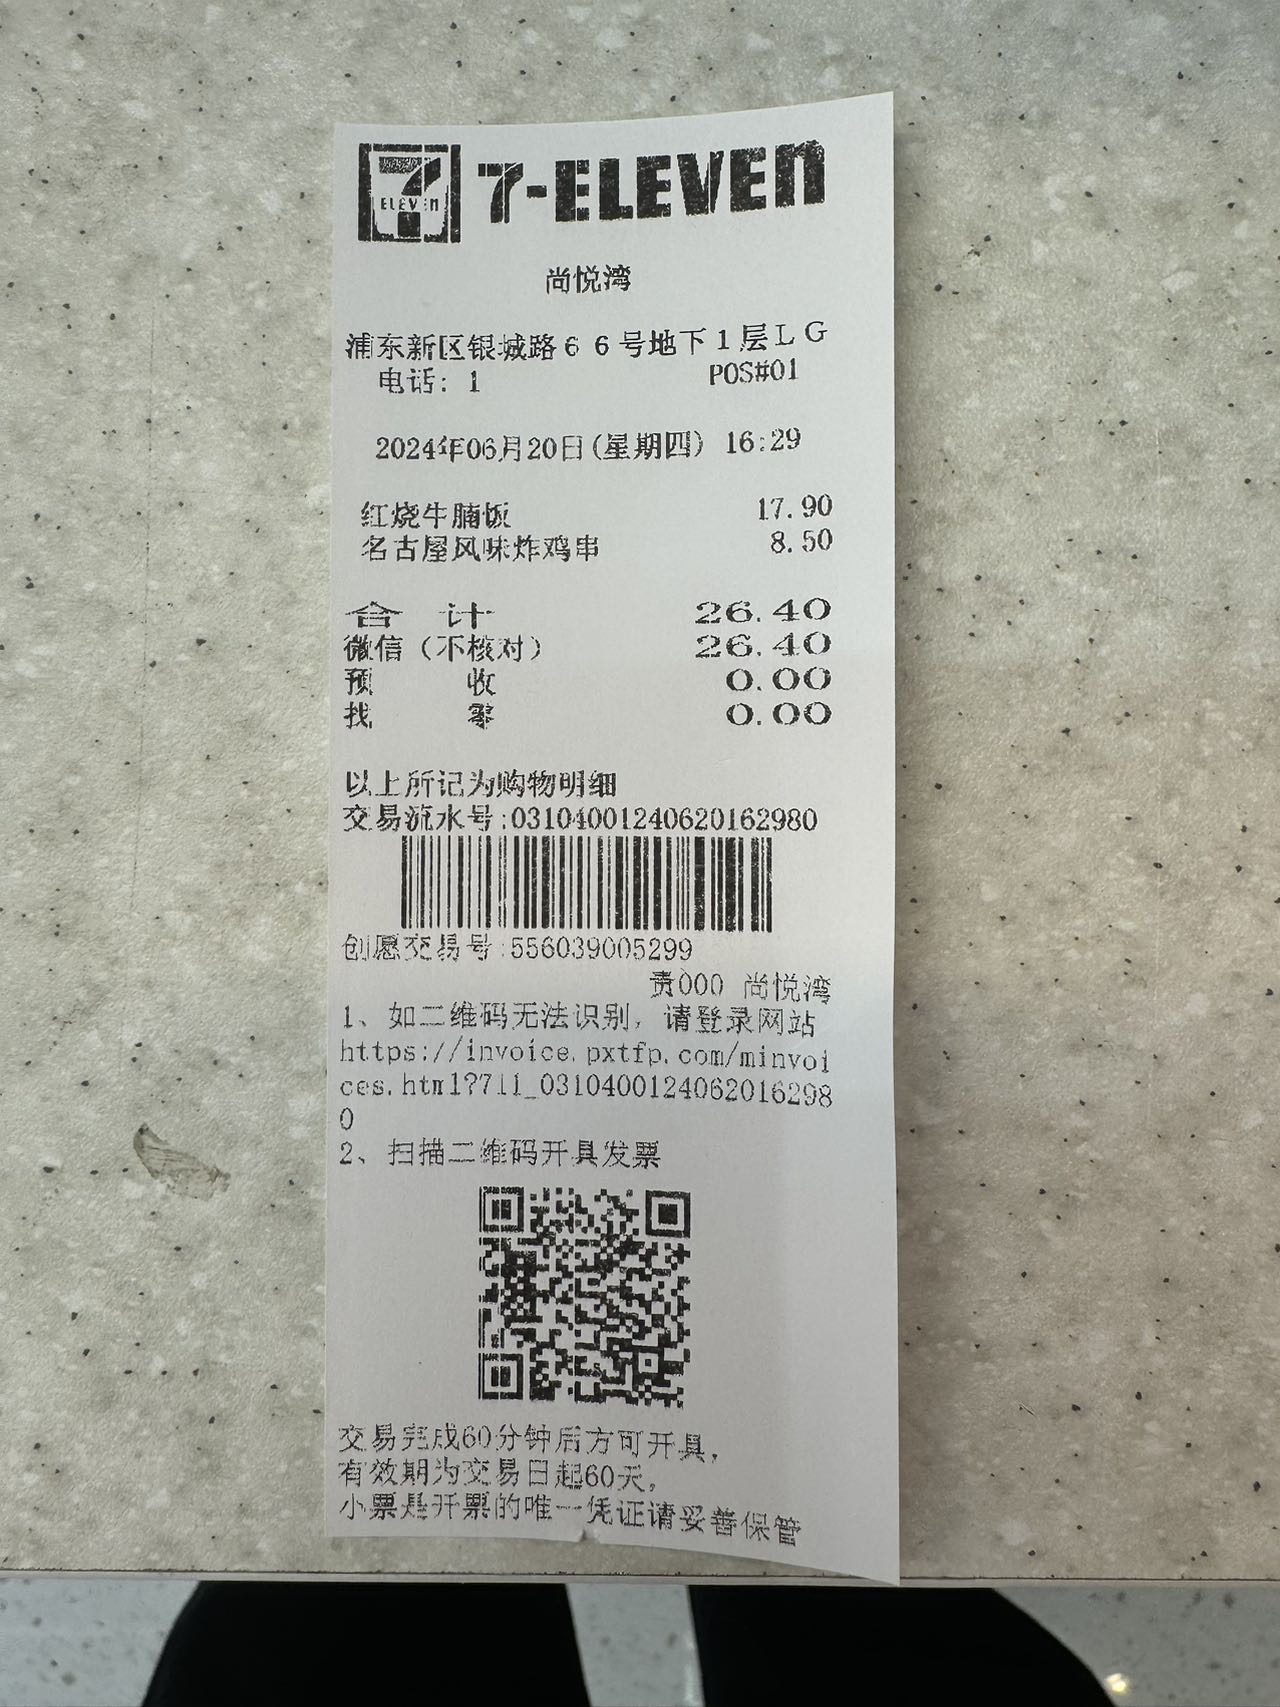 7 ELEVEN 7-ELEVEN
尚悦湾
浦东新区银城路66号地下1层LG
电话: 1 POS#01
2024年06月20日(星期四) 16:29
红烧牛腩饭 17.90
名古屋风味炸鸡串 8.50
合 计 26.40
微信(不核对) 26.40
预 收 0.00
找 零 0.00
以上所记为购物明细
交易流水号:03104001240620162980
创愿交易号:556039005299
责000 尚悦湾
1、如二维码无法识别, 请登录网站
https://invoice.pxtfp.com/minvoi
ces.html?711_0310400124062016298
0
2、扫描二维码开具发票
交易完成60分钟后方可开具,
有效期为交易日起60天,
小票是开票的唯一凭证请妥善保管